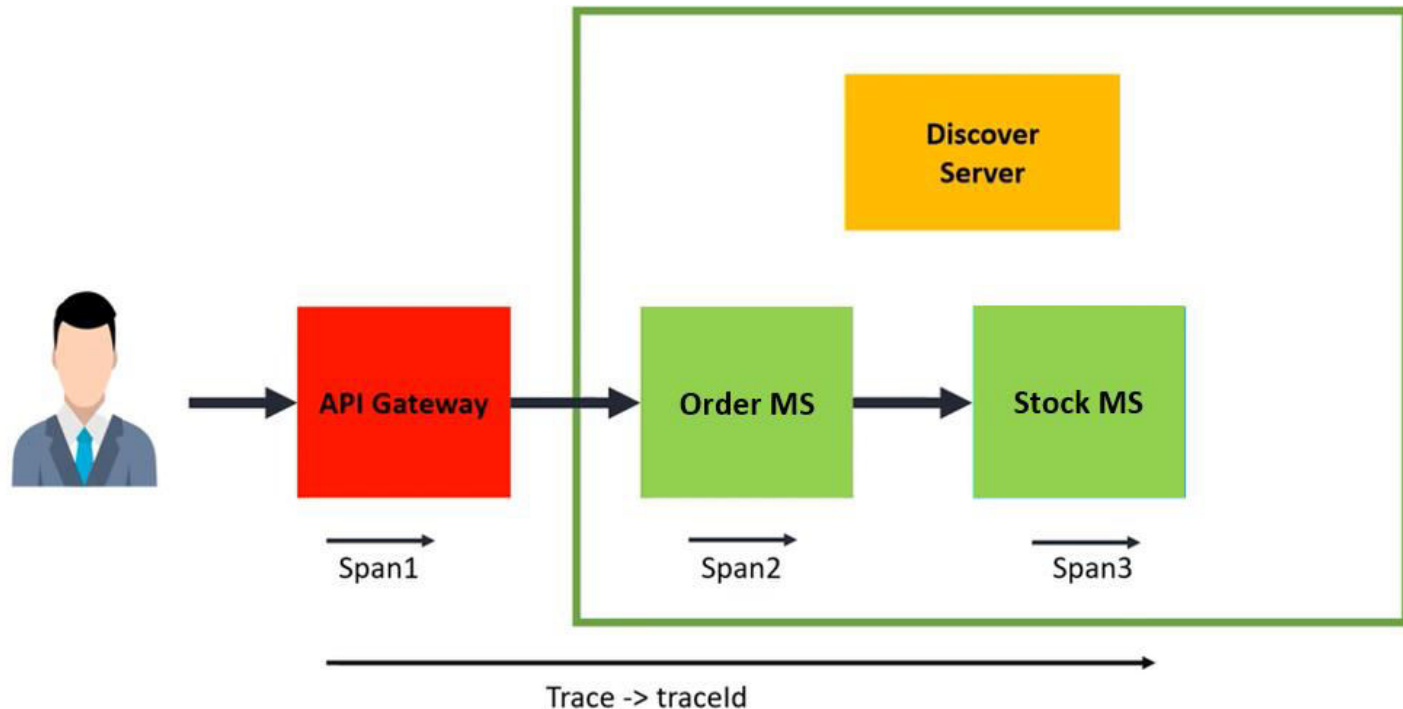 Discover
Server
API Gateway
Order MS
Stock MS
Span1
Span2
Span3
Trace -> traceId